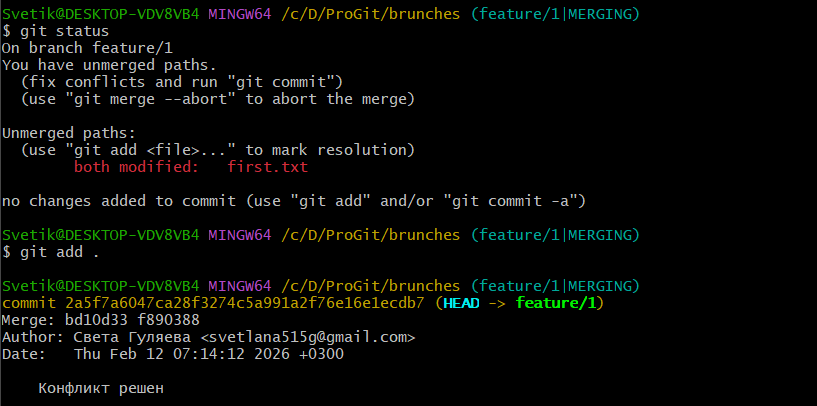 Svetik@DESKTOP-VDV8VB4 MINGW64 /c/D/ProGit/brunches (feature/1|MERGING)
$ git status
On branch feature/1
You have unmerged paths.
  (fix conflicts and run "git commit")
  (use "git merge --abort" to abort the merge)

Unmerged paths:
  (use "git add <file>..." to mark resolution)
        both modified:   first.txt

no changes added to commit (use "git add" and/or "git commit -a")

Svetik@DESKTOP-VDV8VB4 MINGW64 /c/D/ProGit/brunches (feature/1|MERGING)
$ git add .

Svetik@DESKTOP-VDV8VB4 MINGW64 /c/D/ProGit/brunches (feature/1|MERGING)
commit 2a5f7a6047ca28f3274c5a991a2f76e16e1ecdb7 (HEAD -> feature/1)
Merge: bd10d33 f890388
Author: Света Гуляева <svetlana515g@gmail.com>
Date:   Thu Feb 12 07:14:12 2026 +0300

    Конфликт решен